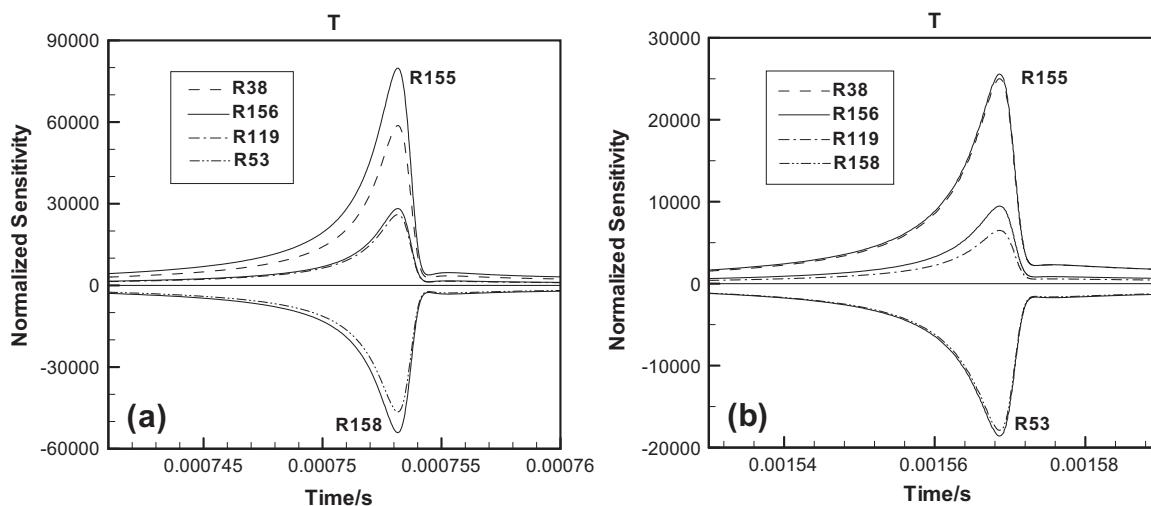 T
90000
60000
30000
0
-30000
-60000
Normalized Sensitivity
R38
R156
R119
R53
R155
R158
(a)
0.000745
0.00075
0.000755
0.00076
Time/s
T
30000
20000
10000
0
-10000
-20000
Normalized Sensitivity
R38
R156
R119
R158
R155
R53
(b)
0.00154
0.00156
0.00158
Time/s